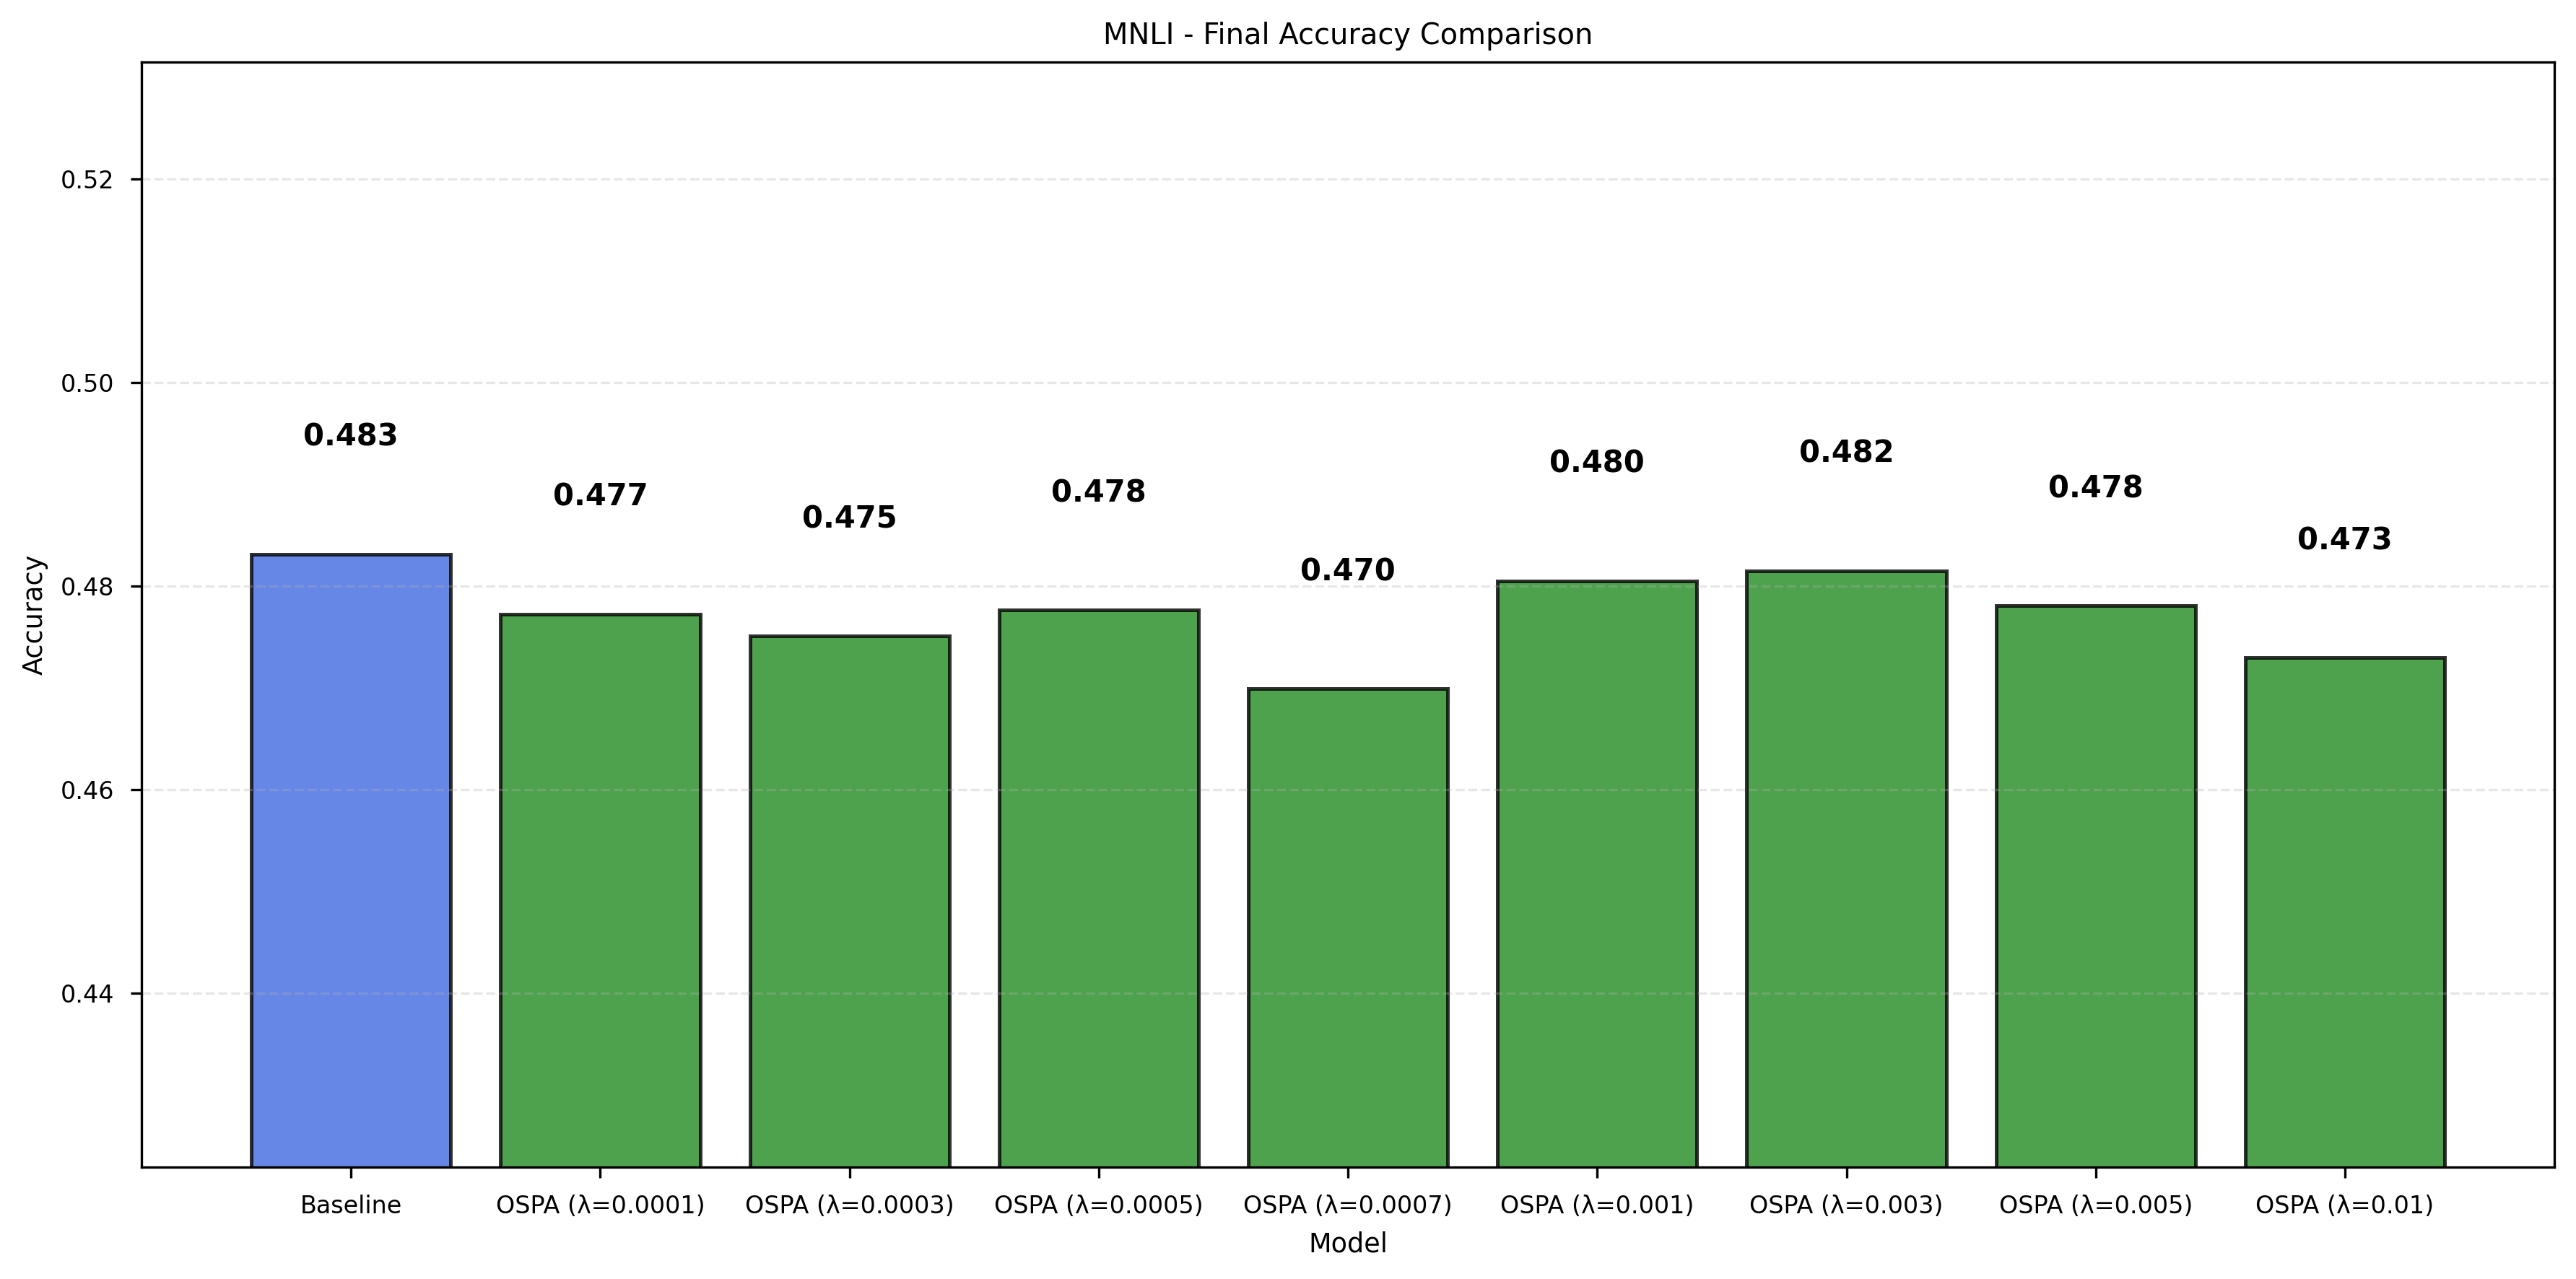 MNLI - Final Accuracy Comparison
0.52
0.50
0.48
0.46
0.44
Accuracy
0.483
0.477
0.475
0.478
0.470
0.480
0.482
0.478
0.473
Baseline
OSPA (λ=0.0001)
OSPA (λ=0.0003)
OSPA (λ=0.0005)
OSPA (λ=0.0007)
OSPA (λ=0.001)
OSPA (λ=0.003)
OSPA (λ=0.005)
OSPA (λ=0.01)
Model